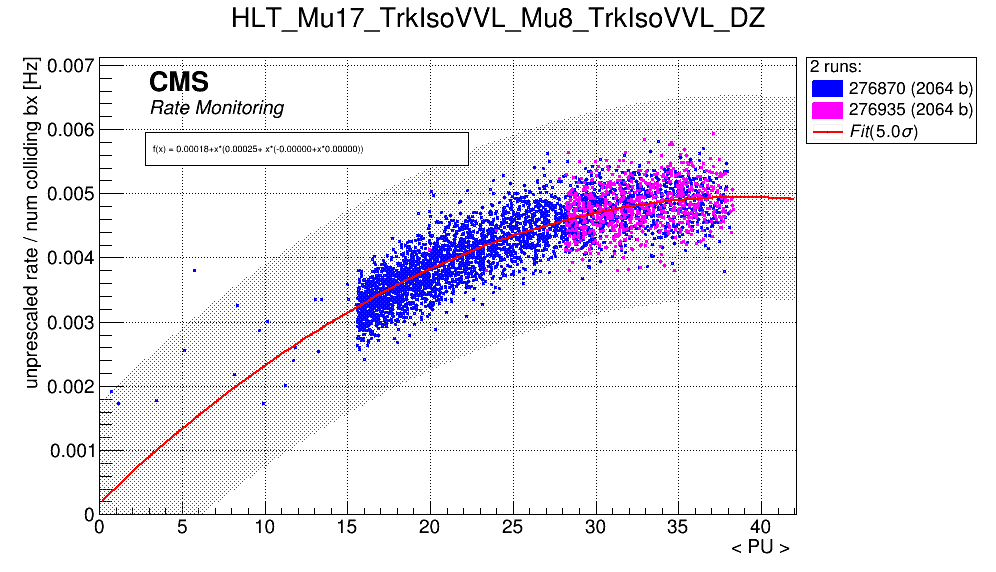 HLT_Mu17_TrkIsoVVL_Mu8_TrkIsoVVL_DZ
unprescaled rate / num colliding bx [Hz]
0.007
0.006
0.005
0.004
0.003
0.002
0.001
0
CMS
Rate Monitoring
f(x) = 0.00018+x*(0.00025+ x*(-0.00000+x*0.00000))
2 runs:
276870 (2064 b)
276935 (2064 b)
Fit(5.0σ)
0 5 10 15 20 25 30 35 40
< PU >